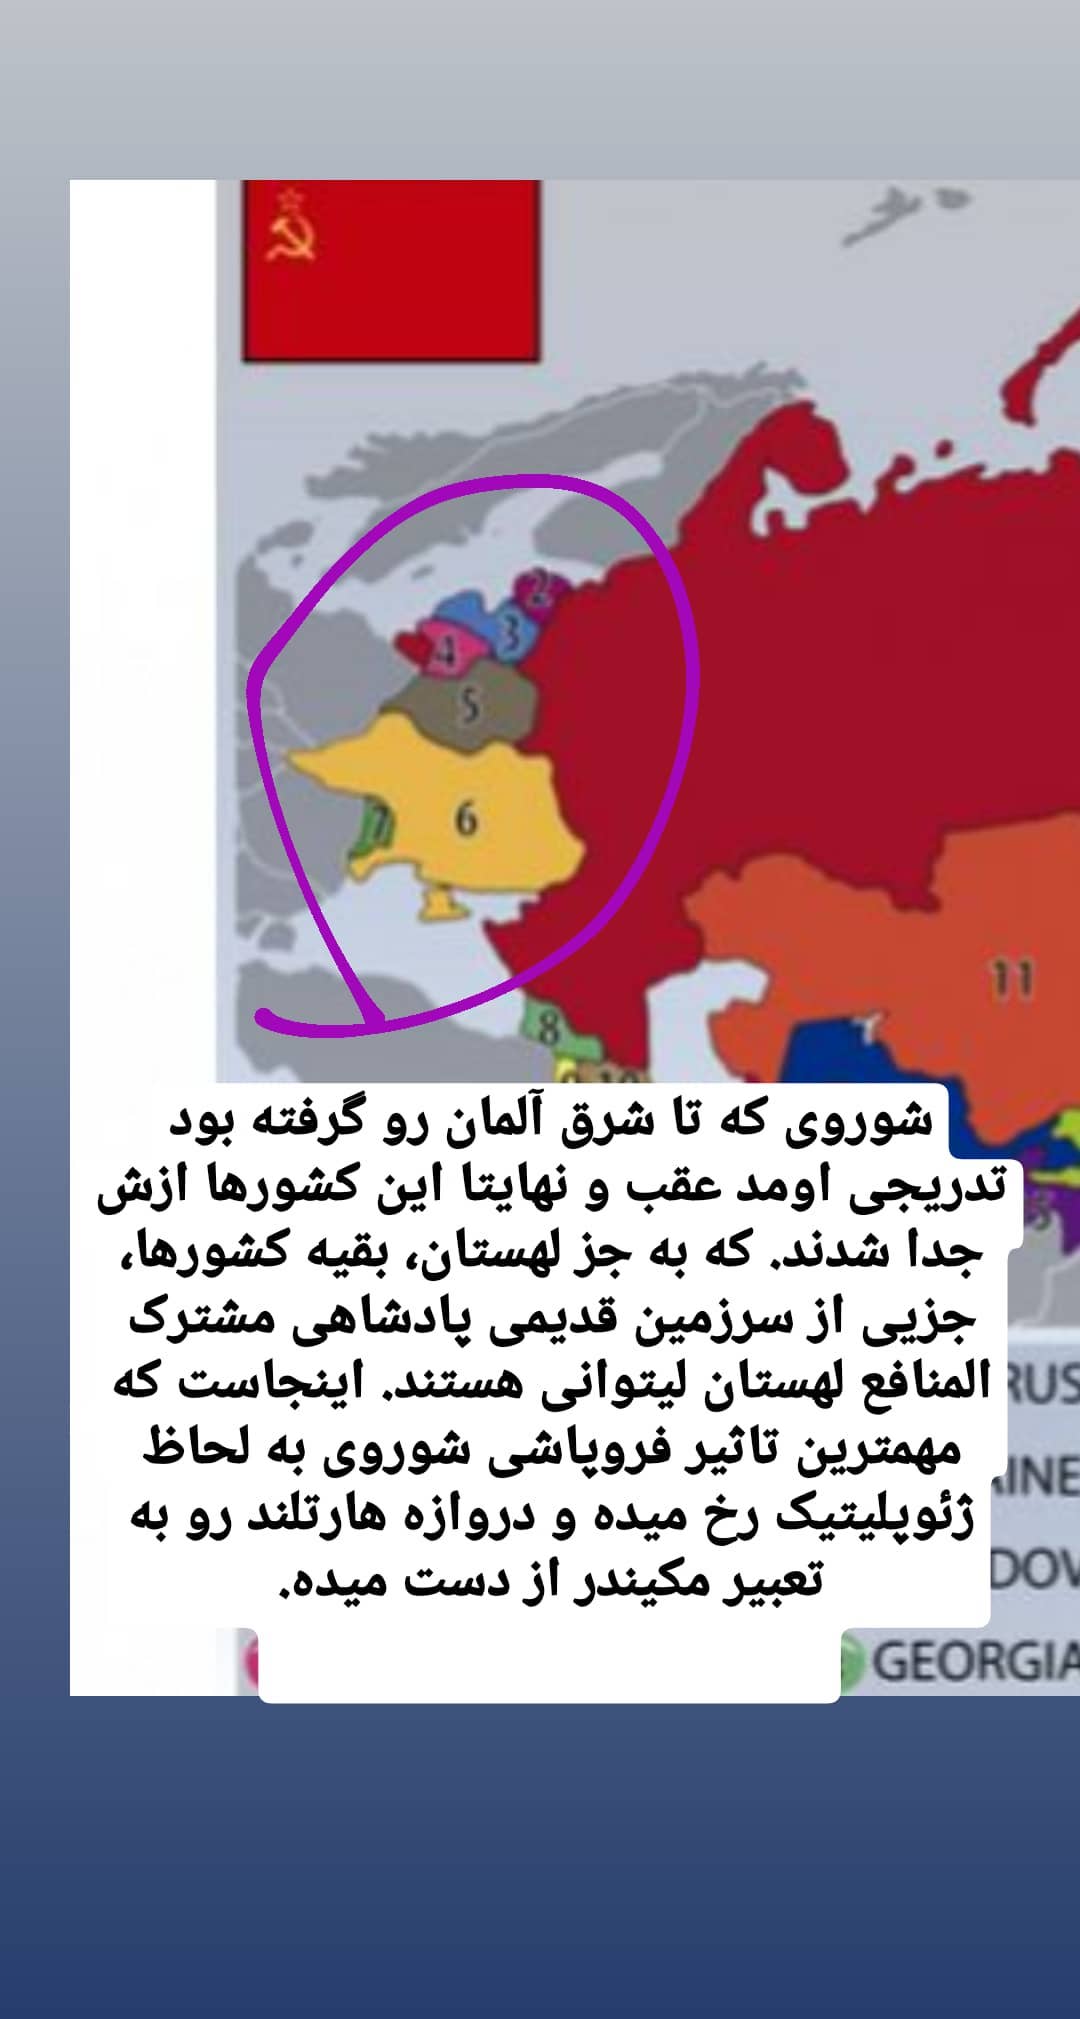 2
3
4
5
6
7
8
11
شوروی که تا شرق آلمان رو گرفته بود
تدریجی اومد عقب و نهایتا این کشورها ازش
جدا شدند. که به جز لهستان، بقیه کشورها،
جزیی از سرزمین قدیمی پادشاهی مشترک
المنافع لهستان لیتوانی هستند. اینجاست که
مهمترین تاثیر فروپاشی شوروی به لحاظ
ژئوپلیتیک رخ میده و دروازه هارتلند رو به
تعبیر مکیندر از دست میده.
RUS
INE
DOV
GEORGIA